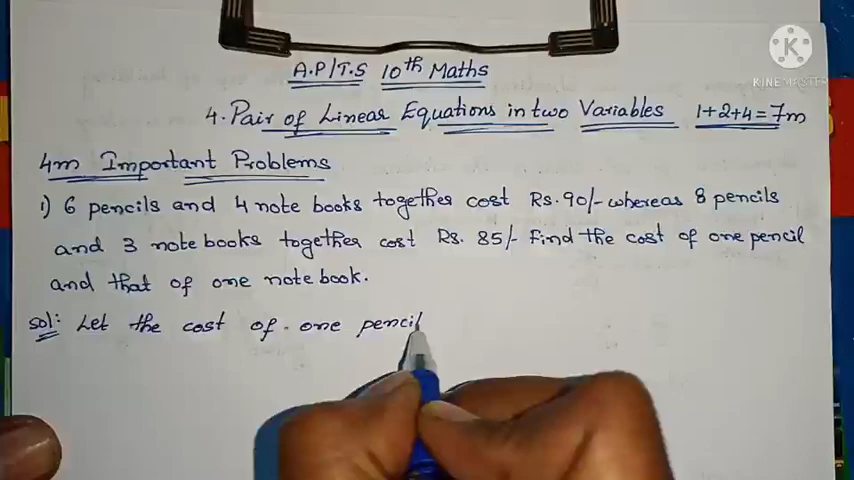 A.P/T.S 10th Maths
4. Pair of Linear Equations in two Variables 1+2+4=7m
4m Important Problems
1) 6 pencils and 4 note books together cost Rs.90/- whereas 8 pencils
and 3 note books together cost Rs. 85/- Find the cost of one pencil
and that of one note book.
Sol: Let the cost of one pencil
KINEMASTER